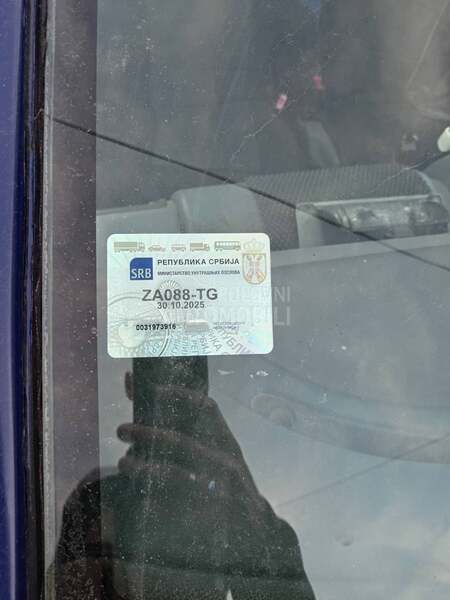 РЕПУБЛИКА СРБИЈА
SRB
МИНИСТАРСТВО УНУТРАШЊИХ ПОСЛОВА
ZA088-TG
30.10.2025
0031973916